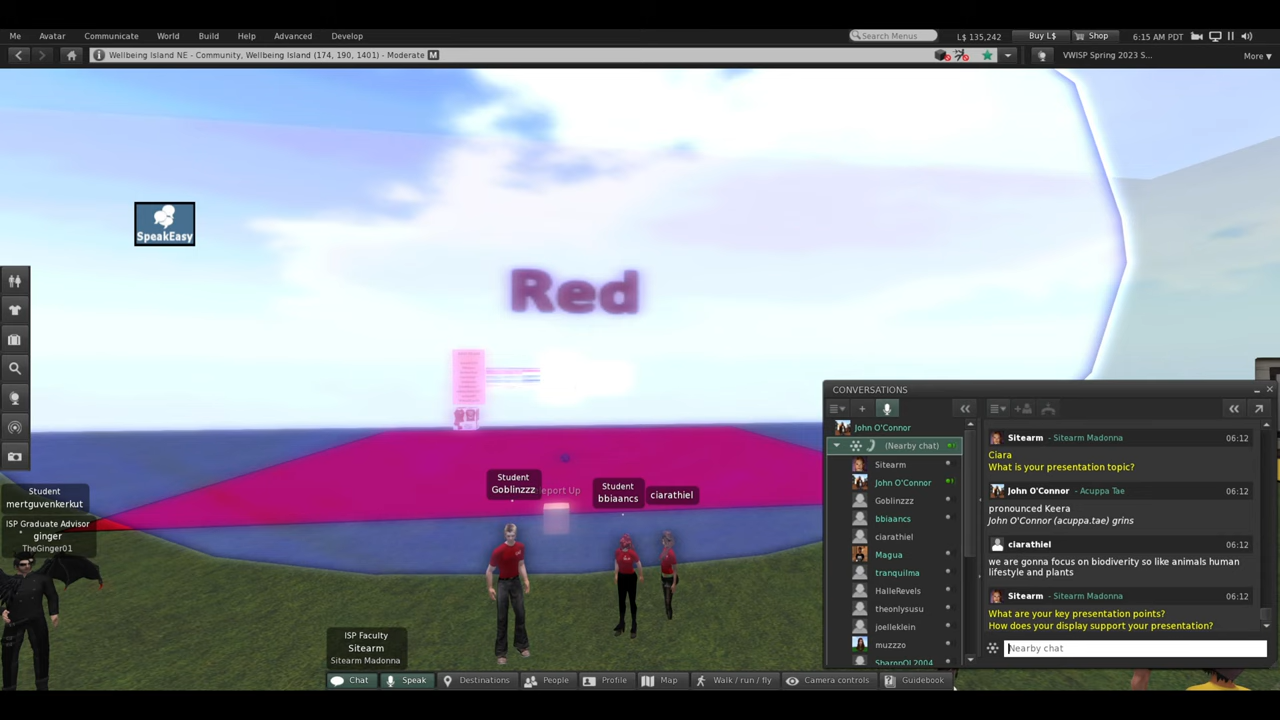 Me Avatar Communicate World Build Help Advanced Develop
Search Menus
L$ 135,242
Buy L$
Shop
6:15 AM PDT
Wellbeing Island NE - Community, Wellbeing Island (174, 190, 1401) - Moderate M
VWISP Spring 2023 S...
More ▼
SpeakEasy
Red
Student
Goblinzzz
eport Up
Student
bbiaancs
ciarathiel
Student
mertguvenkerkut
ISP Graduate Advisor
ginger
TheGinger01
ISP Faculty
Sitearm
Sitearm Madonna
CONVERSATIONS
John O'Connor
(Nearby chat)
Sitearm
John O'Connor
Goblinzzz
bbiaancs
ciarathiel
Magua
tranquilma
HalleRevels
theonlysusu
joelleklein
muzzzo
SharpnOL2004
Sitearm - Sitearm Madonna 06:12
Ciara
What is your presentation topic?
John O'Connor - Acuppa Tae 06:12
pronounced Keera
John O'Connor (acuppa.tae) grins
ciarathiel 06:12
we are gonna focus on biodiversity so like animals human
lifestyle and plants
Sitearm - Sitearm Madonna 06:12
What are your key presentation points?
How does your display support your presentation?
Nearby chat
Chat Speak Destinations People Profile Map Walk / run / fly Camera controls Guidebook